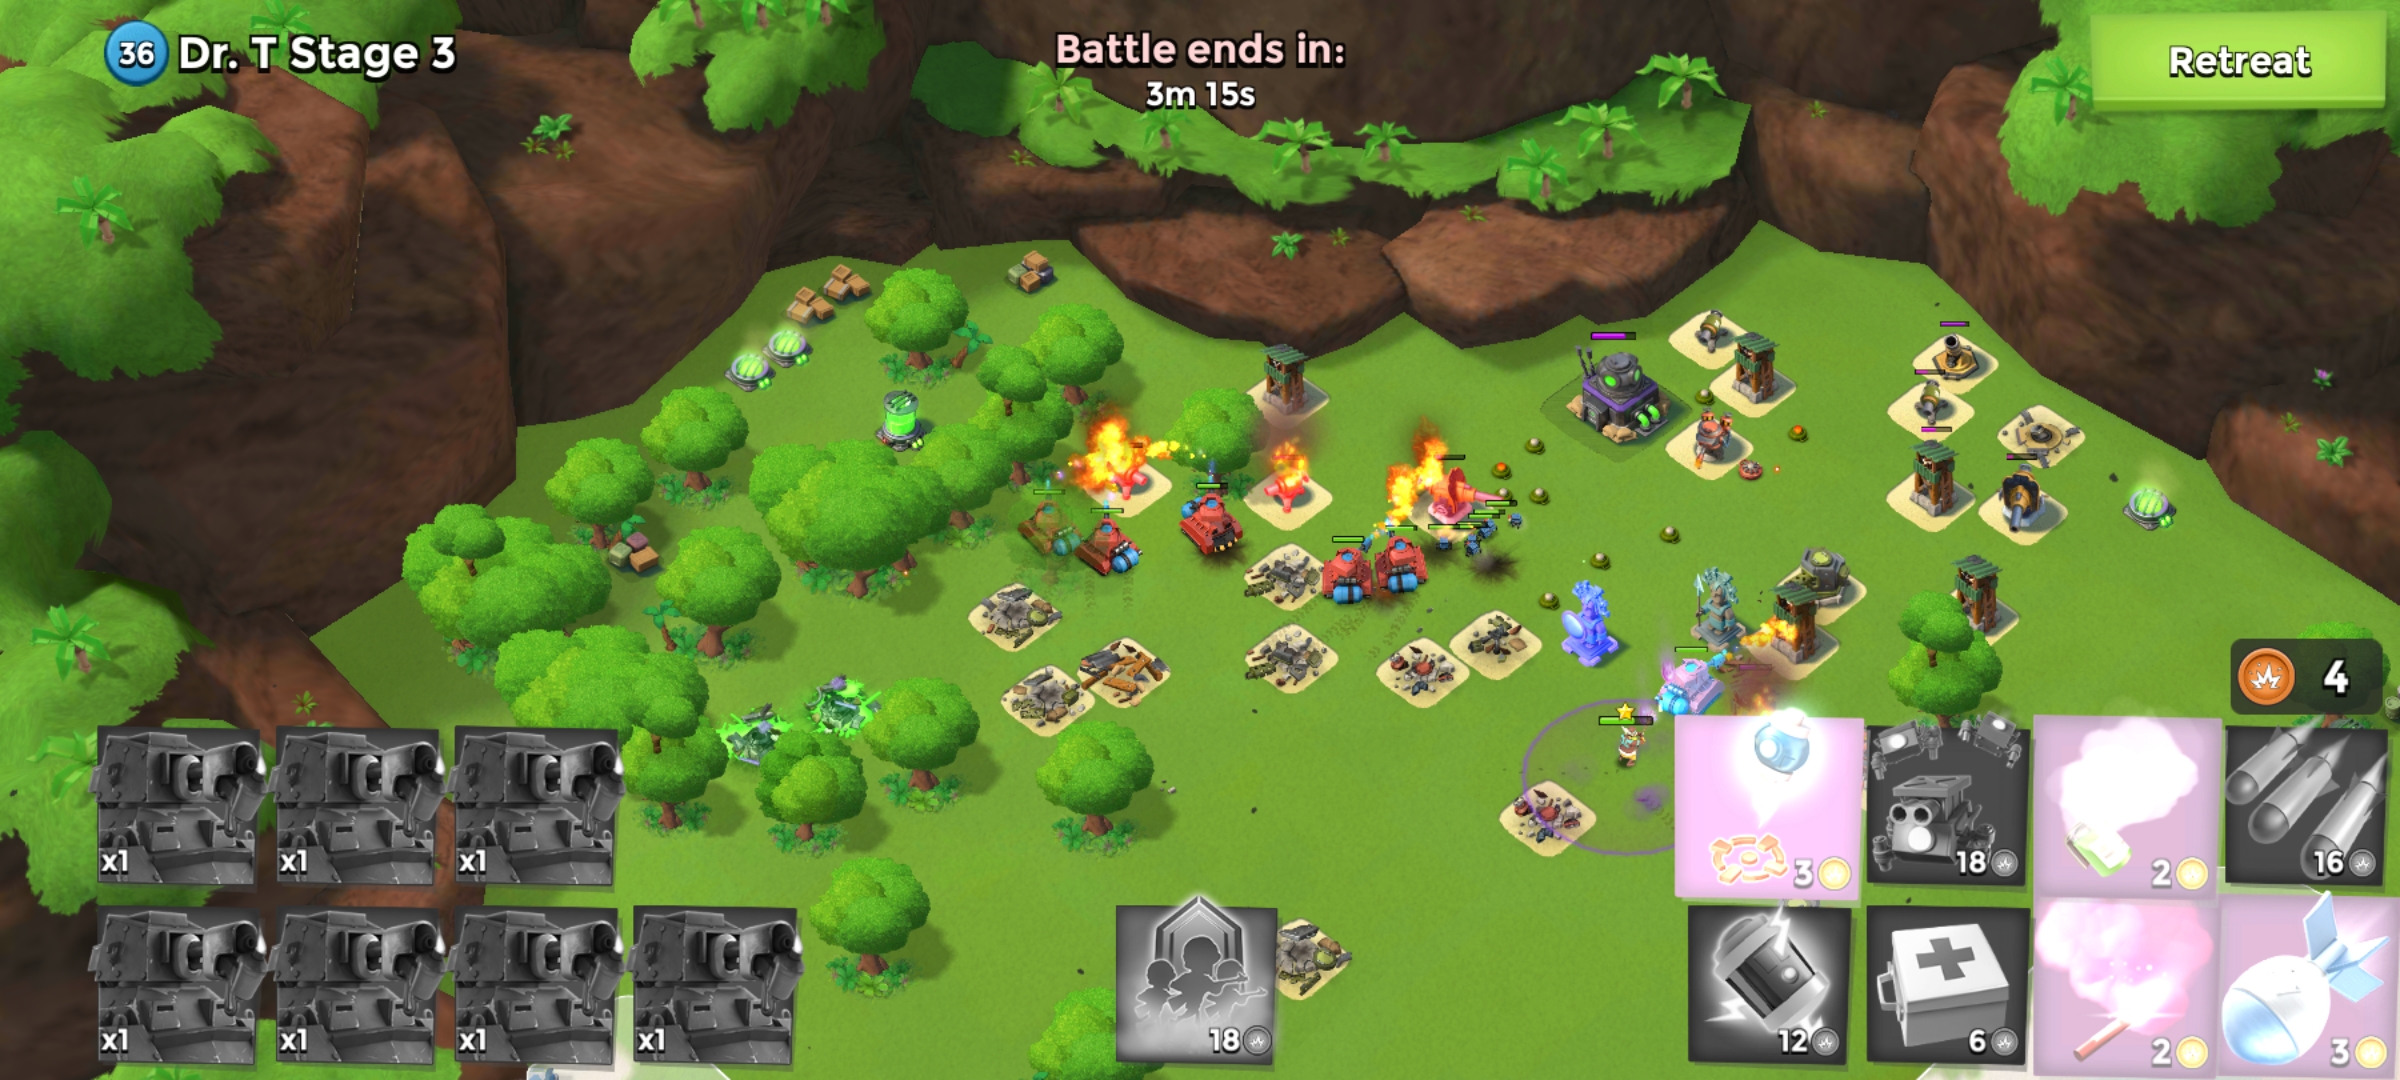 36 Dr. T Stage 3
Battle ends in:
3m 15s
Retreat
4
x1
x1
x1
3
18
2
16
x1
x1
x1
x1
18
12
6
2
3